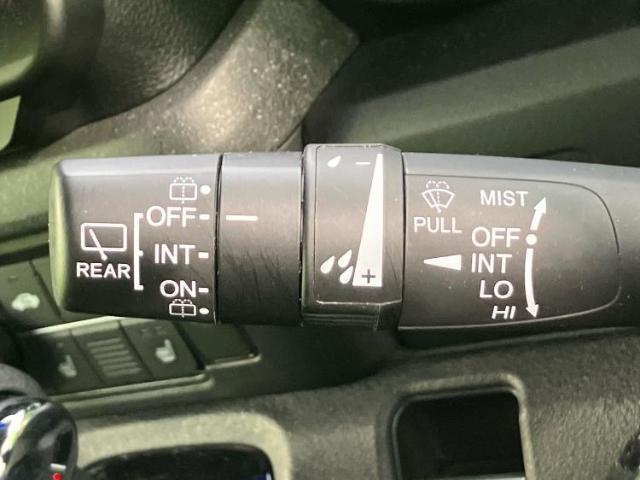 REAR
OFF
INT
ON
-
+
PULL
MIST
OFF
INT
LO
HI